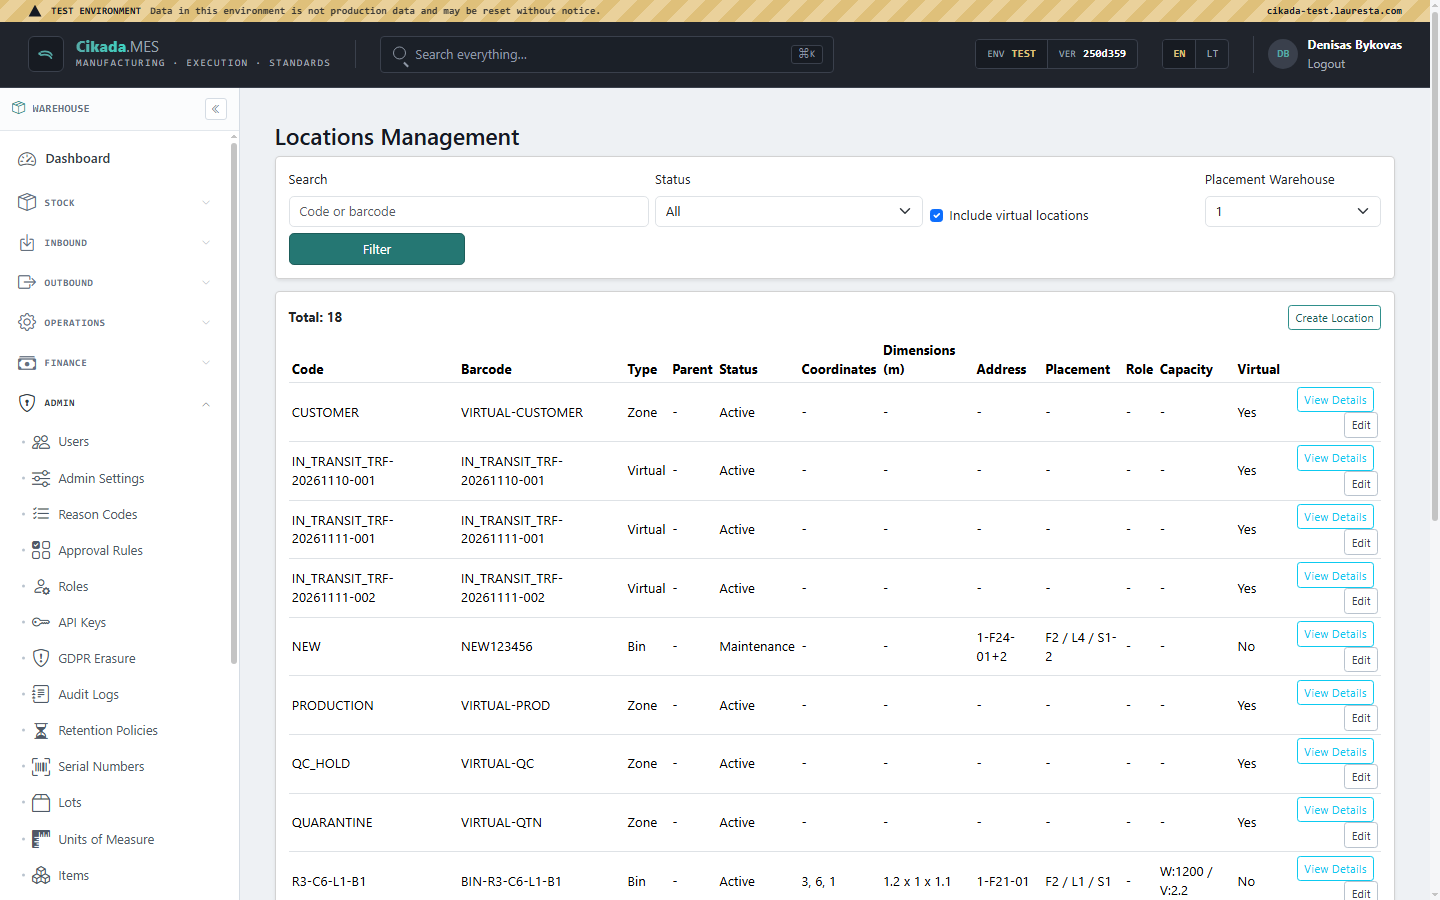 TEST ENVIRONMENT Data in this environment is not production data and may be reset without notice. cikada-test.lauresta.com
Cikada.MES
MANUFACTURING · EXECUTION · STANDARDS
Search everything... ⌘K
ENV TEST VER 250d359
EN LT
DB
Denisas Bykovas
Logout
WAREHOUSE
Dashboard
STOCK
INBOUND
OUTBOUND
OPERATIONS
FINANCE
ADMIN
Users
Admin Settings
Reason Codes
Approval Rules
Roles
API Keys
GDPR Erasure
Audit Logs
Retention Policies
Serial Numbers
Lots
Units of Measure
Items
Locations Management
Search Status Placement Warehouse
Code or barcode All Include virtual locations 1
Filter
Total: 18 Create Location
Code Barcode Type Parent Status Coordinates Dimensions (m) Address Placement Role Capacity Virtual
CUSTOMER VIRTUAL-CUSTOMER Zone - Active - - - - - - Yes View Details Edit
IN_TRANSIT_TRF-20261110-001 IN_TRANSIT_TRF-20261110-001 Virtual - Active - - - - - - Yes View Details Edit
IN_TRANSIT_TRF-20261111-001 IN_TRANSIT_TRF-20261111-001 Virtual - Active - - - - - - Yes View Details Edit
IN_TRANSIT_TRF-20261111-002 IN_TRANSIT_TRF-20261111-002 Virtual - Active - - - - - - Yes View Details Edit
NEW NEW123456 Bin - Maintenance - - 1-F24-01+2 F2 / L4 / S1-2 - - No View Details Edit
PRODUCTION VIRTUAL-PROD Zone - Active - - - - - - Yes View Details Edit
QC_HOLD VIRTUAL-QC Zone - Active - - - - - - Yes View Details Edit
QUARANTINE VIRTUAL-QTN Zone - Active - - - - - - Yes View Details Edit
R3-C6-L1-B1 BIN-R3-C6-L1-B1 Bin - Active 3, 6, 1 1.2 x 1 x 1.1 1-F21-01 F2 / L1 / S1 - W:1200 / V:2.2 No View Details Edit